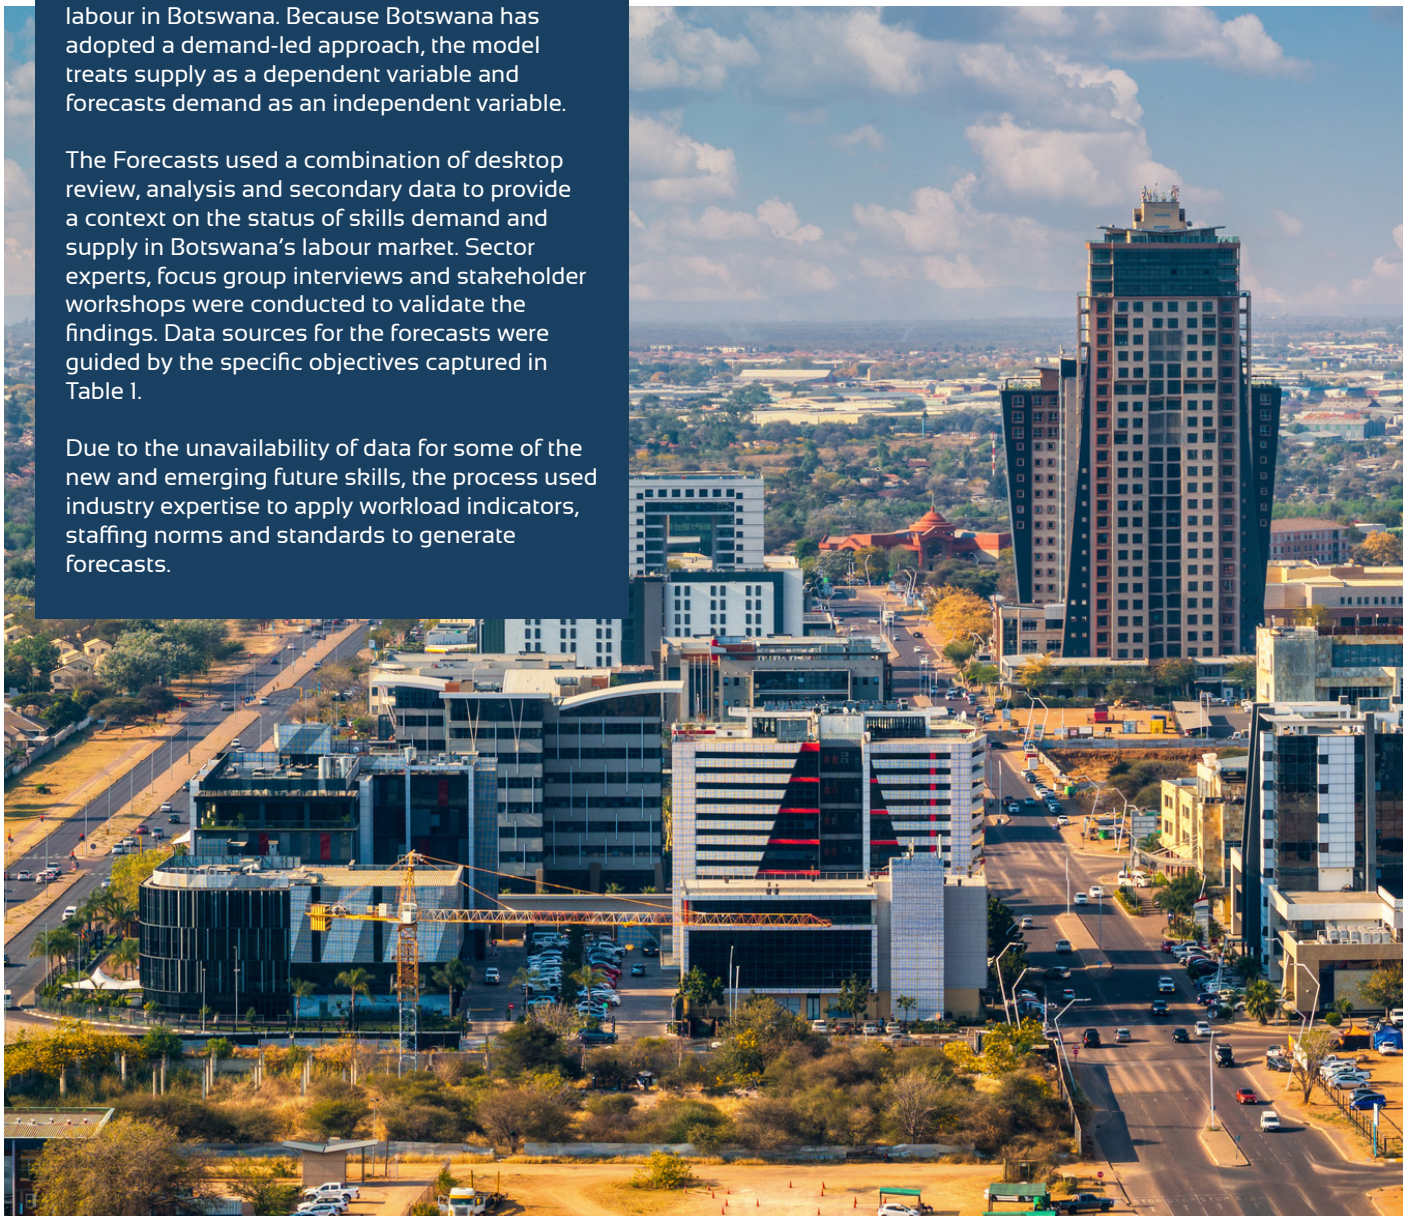 labour in Botswana. Because Botswana has
adopted a demand-led approach, the model
treats supply as a dependent variable and
forecasts demand as an independent variable.
The Forecasts used a combination of desktop
review, analysis and secondary data to provide
a context on the status of skills demand and
supply in Botswana’s labour market. Sector
experts, focus group interviews and stakeholder
workshops were conducted to validate the
findings. Data sources for the forecasts were
guided by the specific objectives captured in
Table 1.
Due to the unavailability of data for some of the
new and emerging future skills, the process used
industry expertise to apply workload indicators,
staffing norms and standards to generate
forecasts.